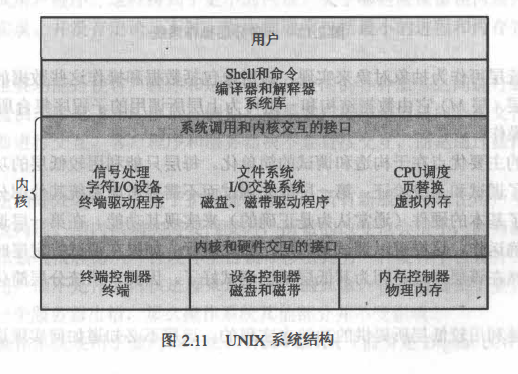 用户
Shell和命令
编译器和解释器
系统库
系统调用和内核交互的接口
内核
信号处理
字符I/O设备
终端驱动程序
文件系统
I/O交换系统
磁盘、磁带驱动程序
CPU调度
页替换
虚拟内存
内核和硬件交互的接口
终端控制器
终端
设备控制器
磁盘和磁带
内存控制器
物理内存
图 2.11 UNIX 系统结构